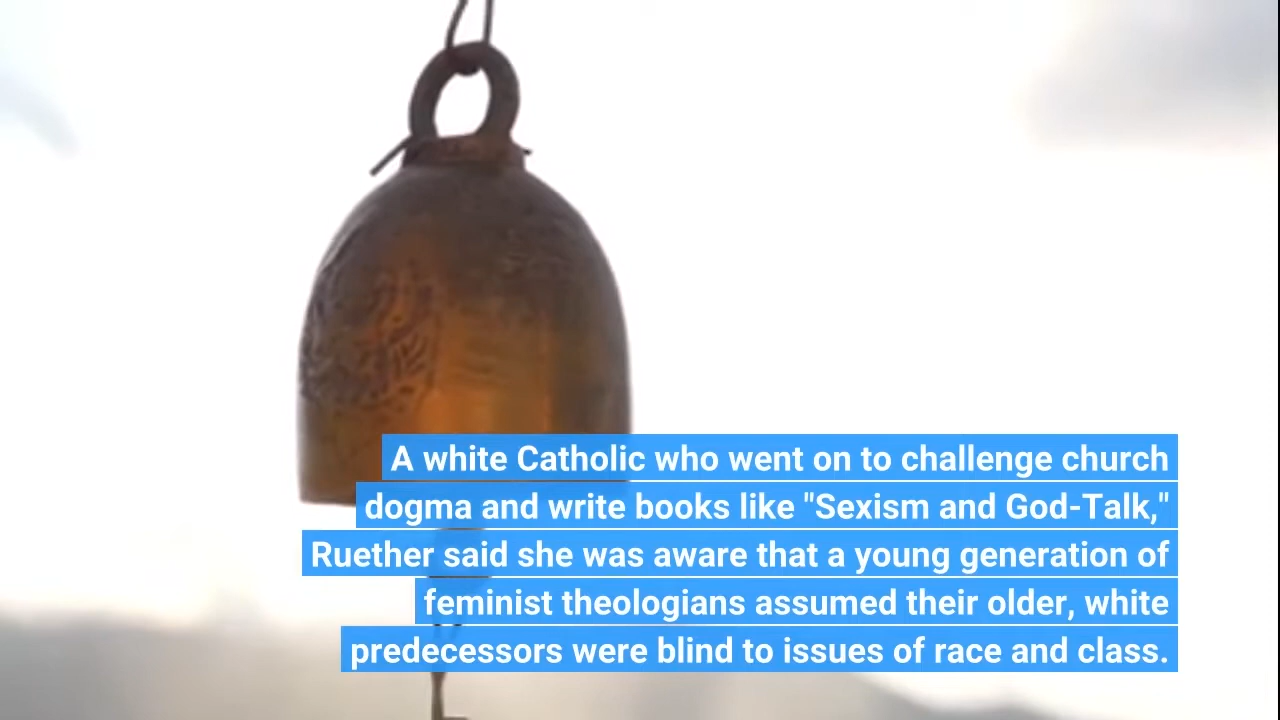 A white Catholic who went on to challenge church
dogma and write books like "Sexism and God-Talk,"
Ruether said she was aware that a young generation of
feminist theologians assumed their older, white
predecessors were blind to issues of race and class.